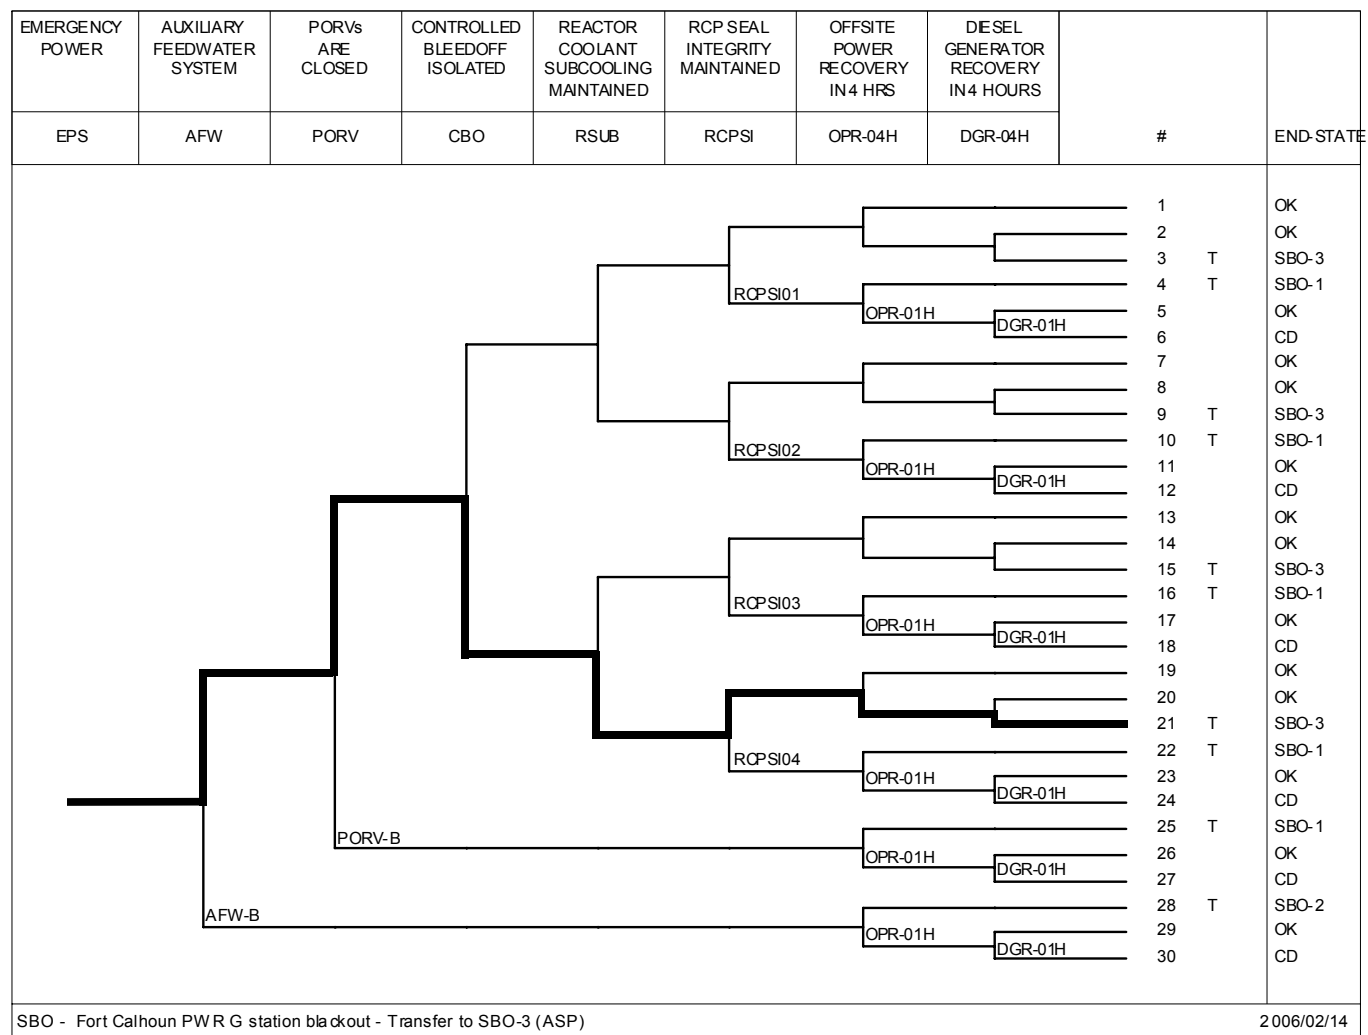 EMERGENCY
POWER
AUXILIARY
FEEDWATER
SYSTEM
PORVs
ARE
CLOSED
CONTROLLED
BLEEDOFF
ISOLATED
REACTOR
COOLANT
SUBCOOLING
MAINTAINED
RCP SEAL
INTEGRITY
MAINTAINED
OFFSITE
POWER
RECOVERY
IN 4 HRS
DIESEL
GENERATOR
RECOVERY
IN 4 HOURS
EPS AFW PORV CBO RSUB RCPSI OPR-04H DGR-04H # END-STATE
1 OK
2 OK
3 T SBO-3
RCPSI01 4 T SBO-1
OPR-01H 5 OK
DGR-01H
6 CD
7 OK
8 OK
9 T SBO-3
RCPSI02 10 T SBO-1
OPR-01H 11 OK
DGR-01H
12 CD
13 OK
14 OK
15 T SBO-3
RCPSI03 16 T SBO-1
OPR-01H 17 OK
DGR-01H
18 CD
19 OK
20 OK
21 T SBO-3
RCPSI04 22 T SBO-1
OPR-01H 23 OK
DGR-01H
24 CD
PORV-B 25 T SBO-1
OPR-01H 26 OK
DGR-01H
27 CD
AFW-B 28 T SBO-2
OPR-01H 29 OK
DGR-01H
30 CD
SBO - Fort Calhoun PWR G station blackout - Transfer to SBO-3 (ASP) 2006/02/14